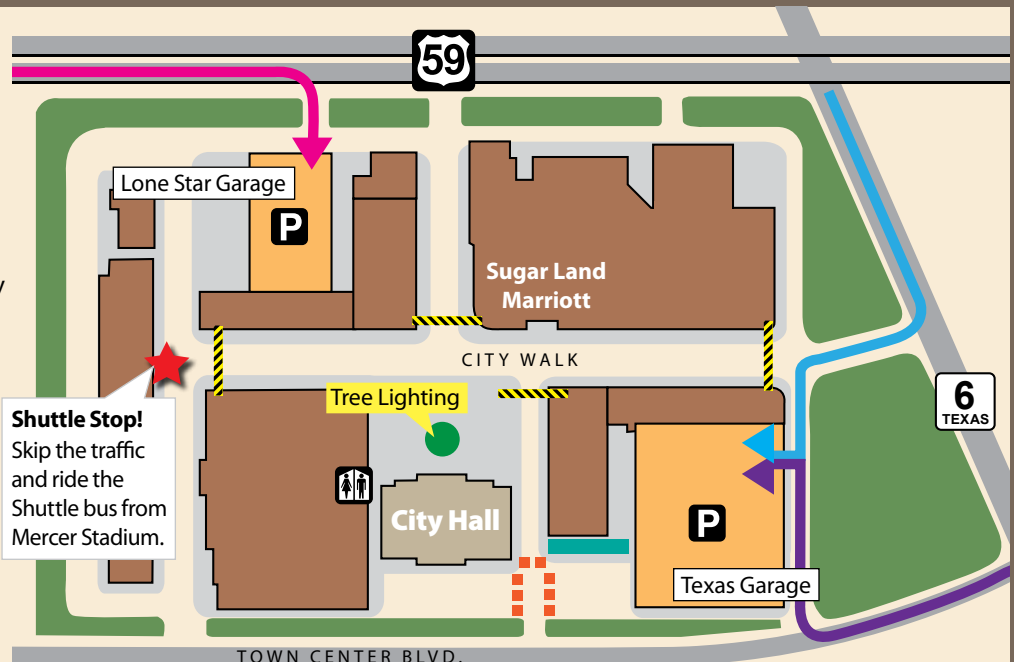 59
Lone Star Garage
P
Sugar Land
Marriott
y
CITY WALK
Tree Lighting
6
TEXAS
Shuttle Stop!
Skip the traffic
and ride the
Shuttle bus from
Mercer Stadium.
City Hall
P
Texas Garage
TOWN CENTER BLVD.